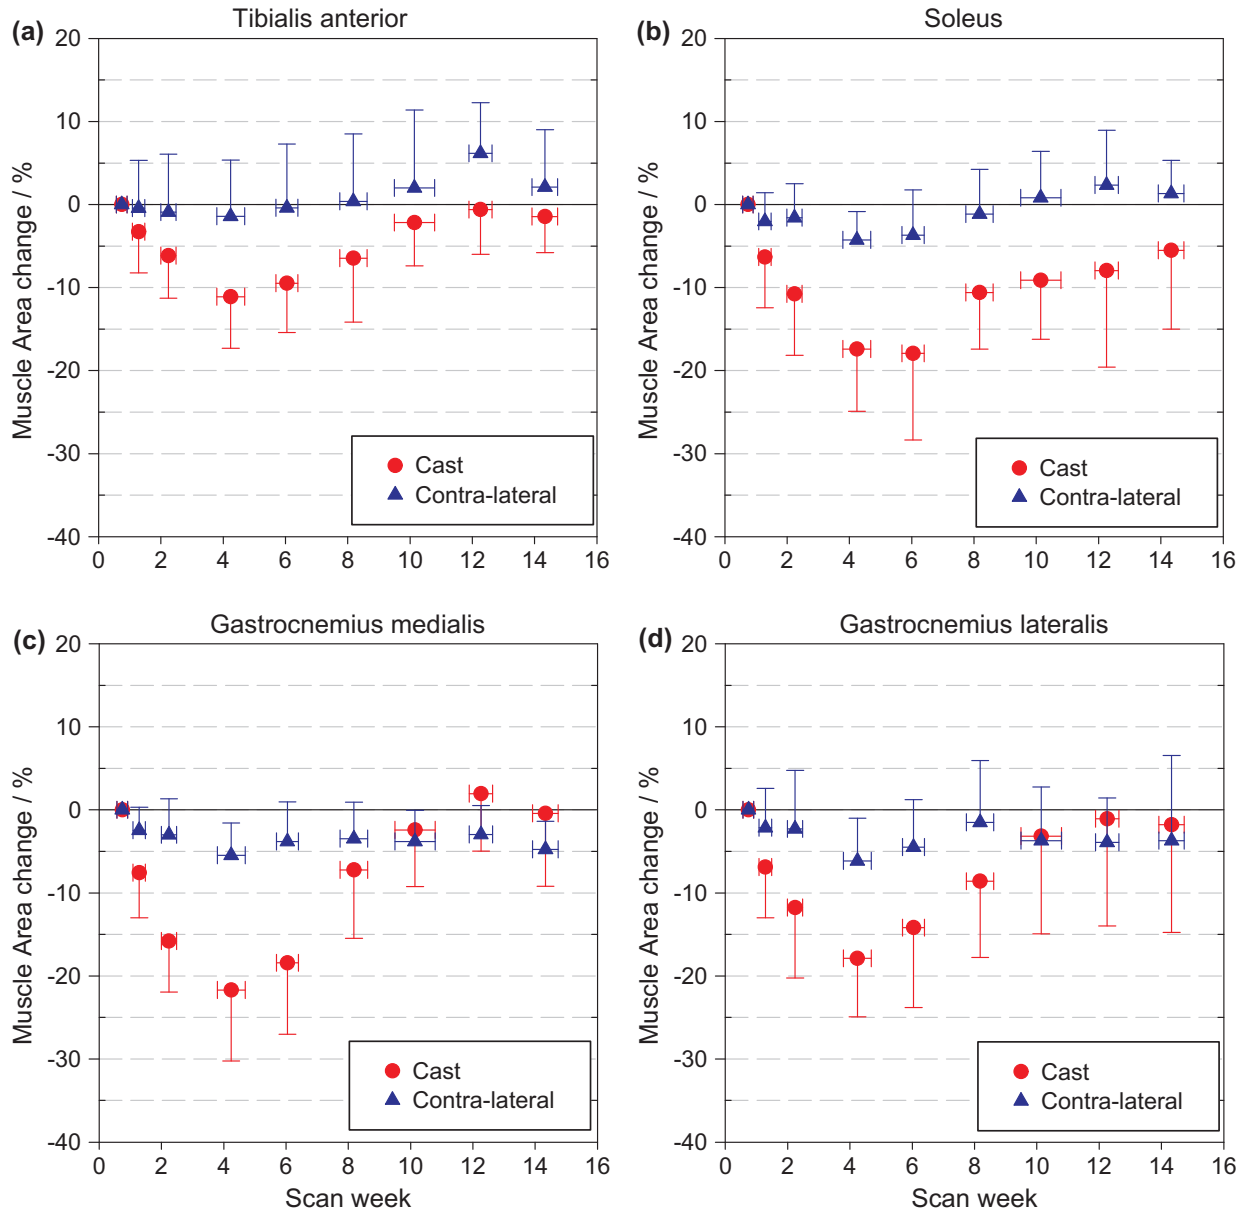 (a)
Tibialis anterior
20
10
0
-10
-20
-30
-40
Muscle Area change / %
Cast
Contra-lateral
0 2 4 6 8 10 12 14 16
(b)
Soleus
20
10
0
-10
-20
-30
-40
Muscle Area change / %
Cast
Contra-lateral
0 2 4 6 8 10 12 14 16
(c)
Gastrocnemius medialis
20
10
0
-10
-20
-30
-40
Muscle Area change / %
Cast
Contra-lateral
0 2 4 6 8 10 12 14 16
Scan week
(d)
Gastrocnemius lateralis
20
10
0
-10
-20
-30
-40
Muscle Area change / %
Cast
Contra-lateral
0 2 4 6 8 10 12 14 16
Scan week